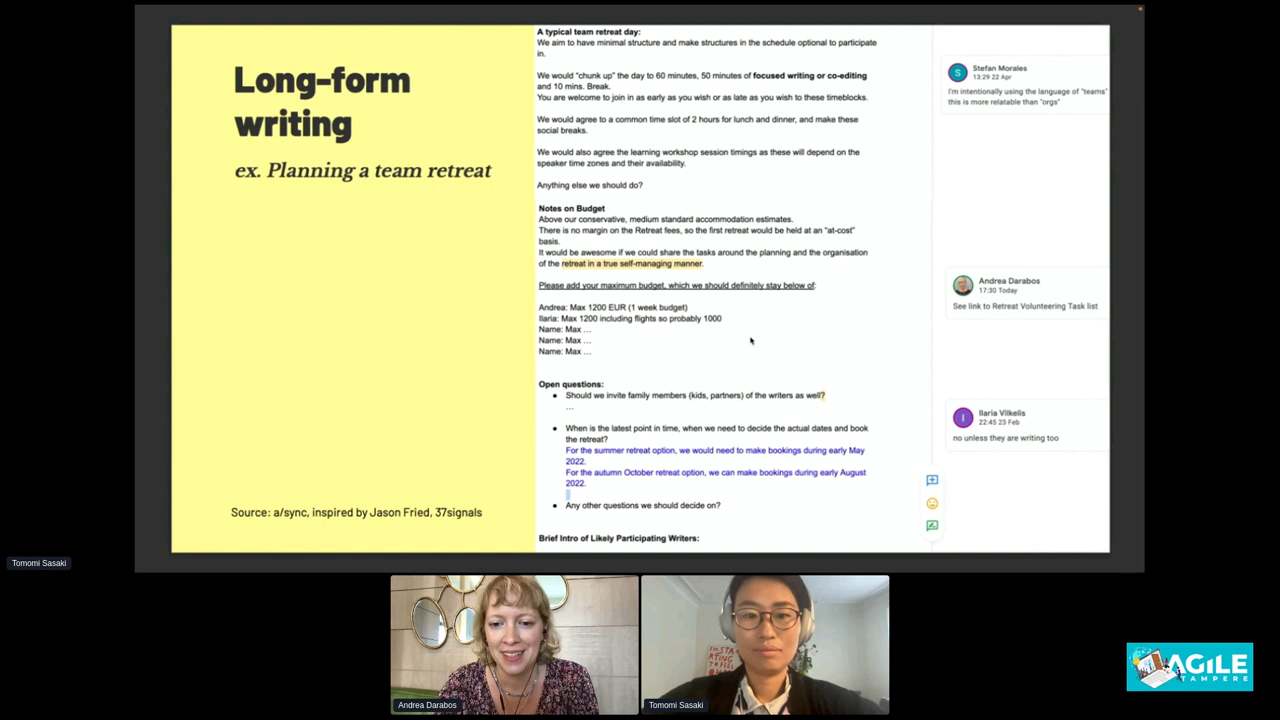 Long-form
writing
ex. Planning a team retreat
Source: a/sync, inspired by Jason Fried, 37signals
A typical team retreat day:
We aim to have minimal structure and make structures in the schedule optional to participate
in.
We would "chunk up" the day to 60 minutes, 50 minutes of focused writing or co-editing
and 10 mins. Break.
You are welcome to join in as early as you wish or as late as you wish to these timeblocks.
We would agree to a common time slot of 2 hours for lunch and dinner, and make these
social breaks.
We would also agree the learning workshop session timings as these will depend on the
speaker time zones and their availability.
Anything else we should do?
Notes on Budget
Above our conservative, medium standard accommodation estimates.
There is no margin on the Retreat fees, so the first retreat would be held at an "at-cost"
basis.
It would be awesome if we could share the tasks around the planning and the organisation
of the retreat in a true self-managing manner.
Please add your maximum budget, which we should definitely stay below of:
Andrea: Max 1200 EUR (1 week budget)
Ilaria: Max 1200 including flights so probably 1000
Name: Max ...
Name: Max ...
Name: Max ...
Open questions:
● Should we invite family members (kids, partners) of the writers as well?
...
● When is the latest point in time, when we need to decide the actual dates and book
the retreat?
For the summer retreat option, we would need to make bookings during early May
2022.
For the autumn October retreat option, we can make bookings during early August
2022.
● Any other questions we should decide on?
Brief Intro of Likely Participating Writers:
S
Stefan Morales
13:29 22 Apr
I'm intentionally using the language of "teams"
this is more relatable than "orgs"
Andrea Darabos
17:30 Today
See link to Retreat Volunteering Task list
I
Ilaria Vilkelis
22:45 23 Feb
no unless they are writing too
Tomomi Sasaki
Andrea Darabos
Tomomi Sasaki
AGILE
TAMPERE